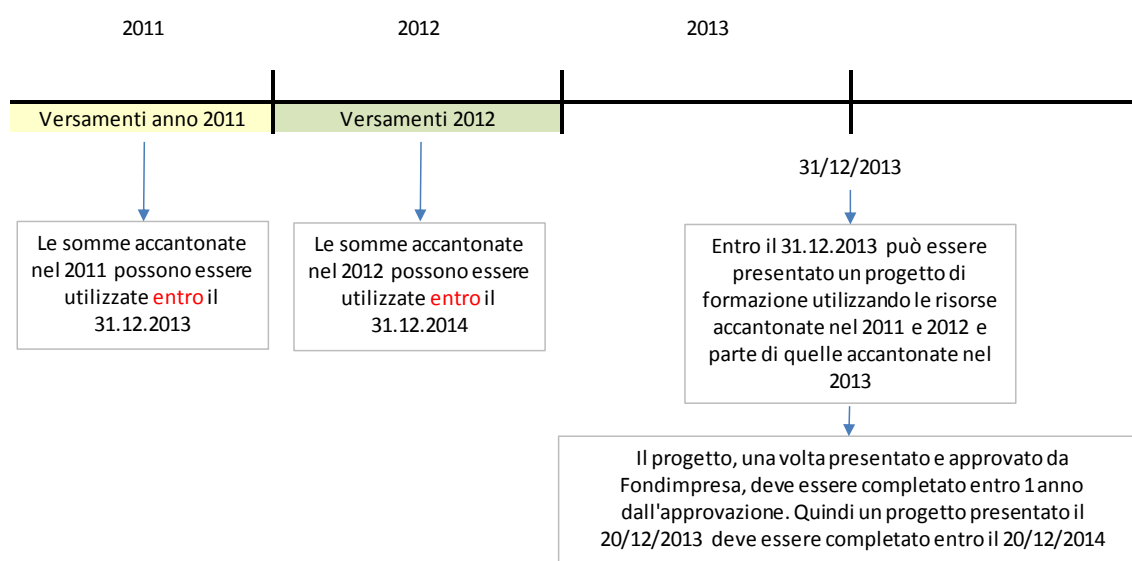 2011
2012
2013
Versamenti anno 2011
Versamenti 2012
31/12/2013
Le somme accantonate
nel 2011 possono essere
utilizzate entro il
31.12.2013
Le somme accantonate
nel 2012 possono essere
utilizzate entro il
31.12.2014
Entro il 31.12.2013 può essere
presentato un progetto di
formazione utilizzando le risorse
accantonate nel 2011 e 2012 e
parte di quelle accantonate nel
2013
Il progetto, una volta presentato e approvato da
Fondimpresa, deve essere completato entro 1 anno
dall'approvazione. Quindi un progetto presentato il
20/12/2013 deve essere completato entro il 20/12/2014